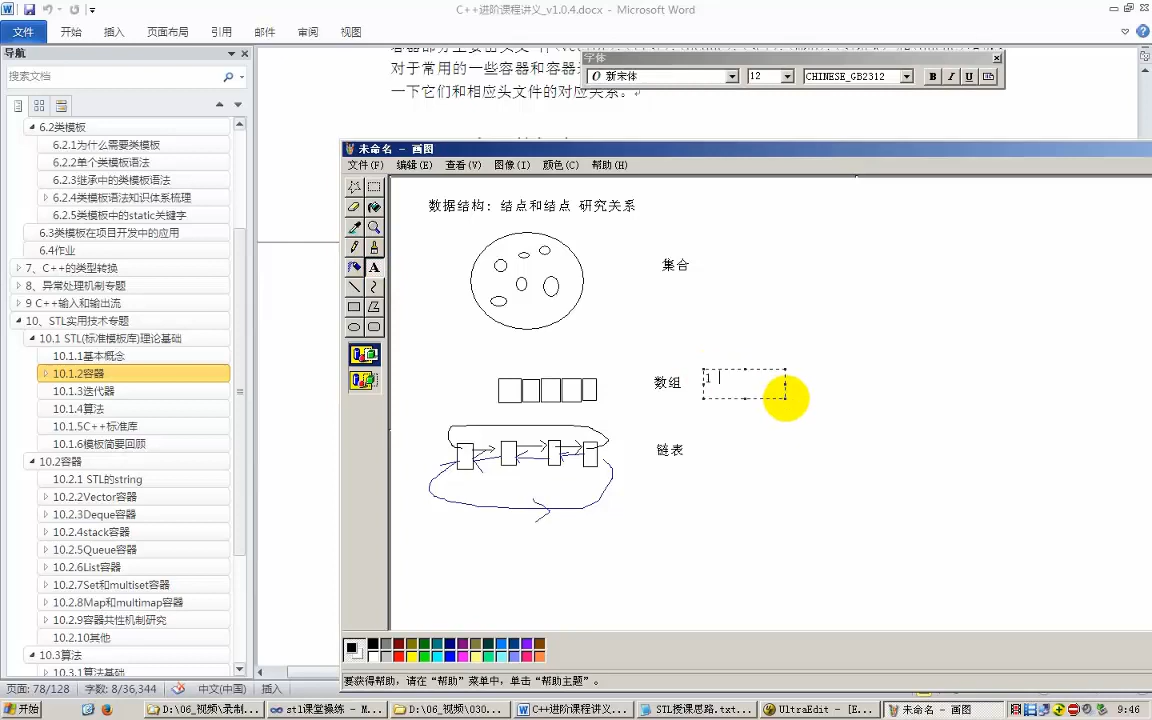 C++进阶课程讲义_v1.0.4.docx - Microsoft Word
文件 开始 插入 页面布局 引用 邮件 审阅 视图
导航
搜索文档
6.2类模板
6.2.1为什么需要类模板
6.2.2单个类模板语法
6.2.3继承中的类模板语法
6.2.4类模板语法知识体系梳理
6.2.5类模板中的static关键字
6.3类模板在项目开发中的应用
6.4作业
7、C++的类型转换
8、异常处理机制专题
9 C++输入和输出流
10、STL实用技术专题
10.1 STL(标准模板库)理论基础
10.1.1基本概念
10.1.2容器
10.1.3迭代器
10.1.4算法
10.1.5C++标准库
10.1.6模板简要回顾
10.2容器
10.2.1 STL的string
10.2.2Vector容器
10.2.3Deque容器
10.2.4stack容器
10.2.5Queue容器
10.2.6List容器
10.2.7Set和multiset容器
10.2.8Map和multimap容器
10.2.9容器共性机制研究
10.2.10其他
10.3算法
10.3.1算法基础
对于常用的一些容器和容器
一下它们和相应头文件的对应关系。
字体
新宋体 12 CHINESE_GB2312 B I U
未命名 - 画图
文件(F) 编辑(E) 查看(V) 图像(I) 颜色(C) 帮助(H)
数据结构: 结点和结点 研究关系
集合
数组 1
链表
要获得帮助，请在“帮助”菜单中，单击“帮助主题”。
页面: 78/128 字数: 8/36,344 中文(中国) 插入
开始 D:\06_视频\录制... stl课堂操练 - M... D:\06_视频\030... C++进阶课程讲义... STL授课思路.txt... UltraEdit - [E... 未命名 - 画图 9:46